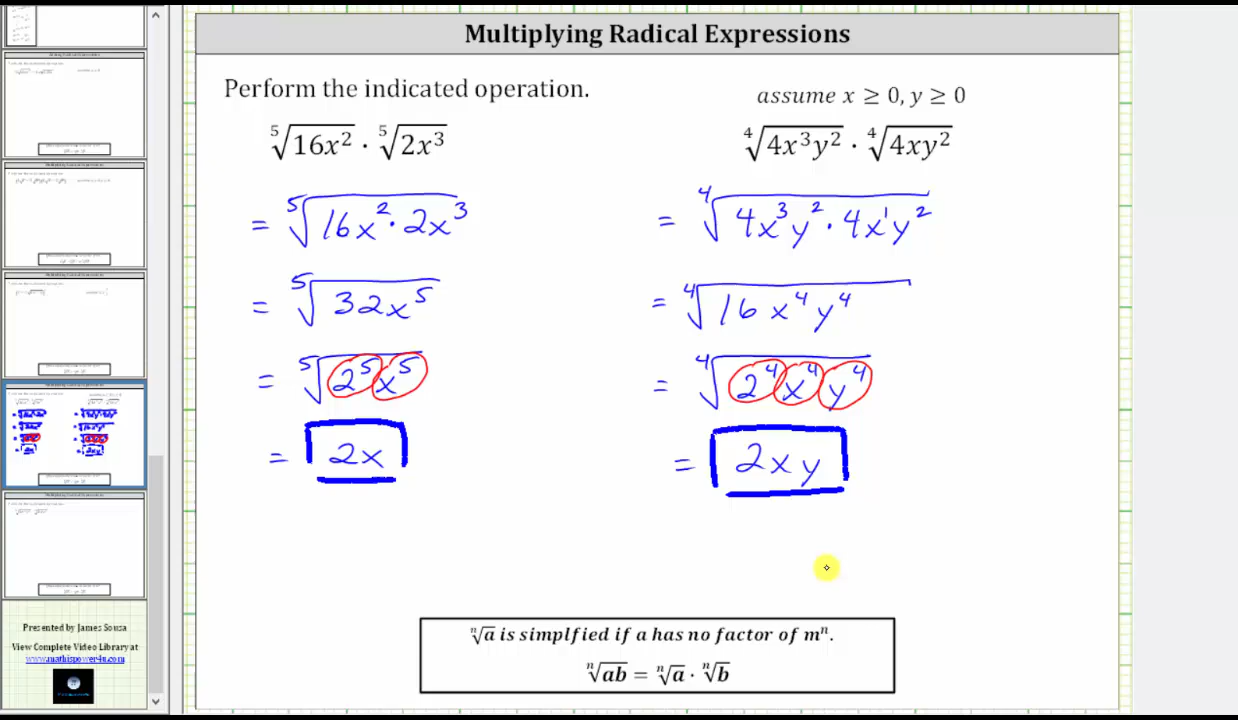 Multiplying Radical Expressions
Perform the indicated operation.
assume x ≥ 0, y ≥ 0
⁵√(16x²) · ⁵√(2x³)
⁴√(4x³y²) · ⁴√(4xy²)
= ⁵√(16x² · 2x³)
= ⁴√(4x³y² · 4x¹y²)
= ⁵√(32x⁵)
= ⁴√(16x⁴y⁴)
= ⁵√(2⁵x⁵)
= ⁴√(2⁴x⁴y⁴)
= 2x
= 2xy
ⁿ√a is simplfied if a has no factor of mⁿ.
ⁿ√(ab) = ⁿ√a · ⁿ√b
Presented by James Sousa
View Complete Video Library at
www.mathispower4u.com